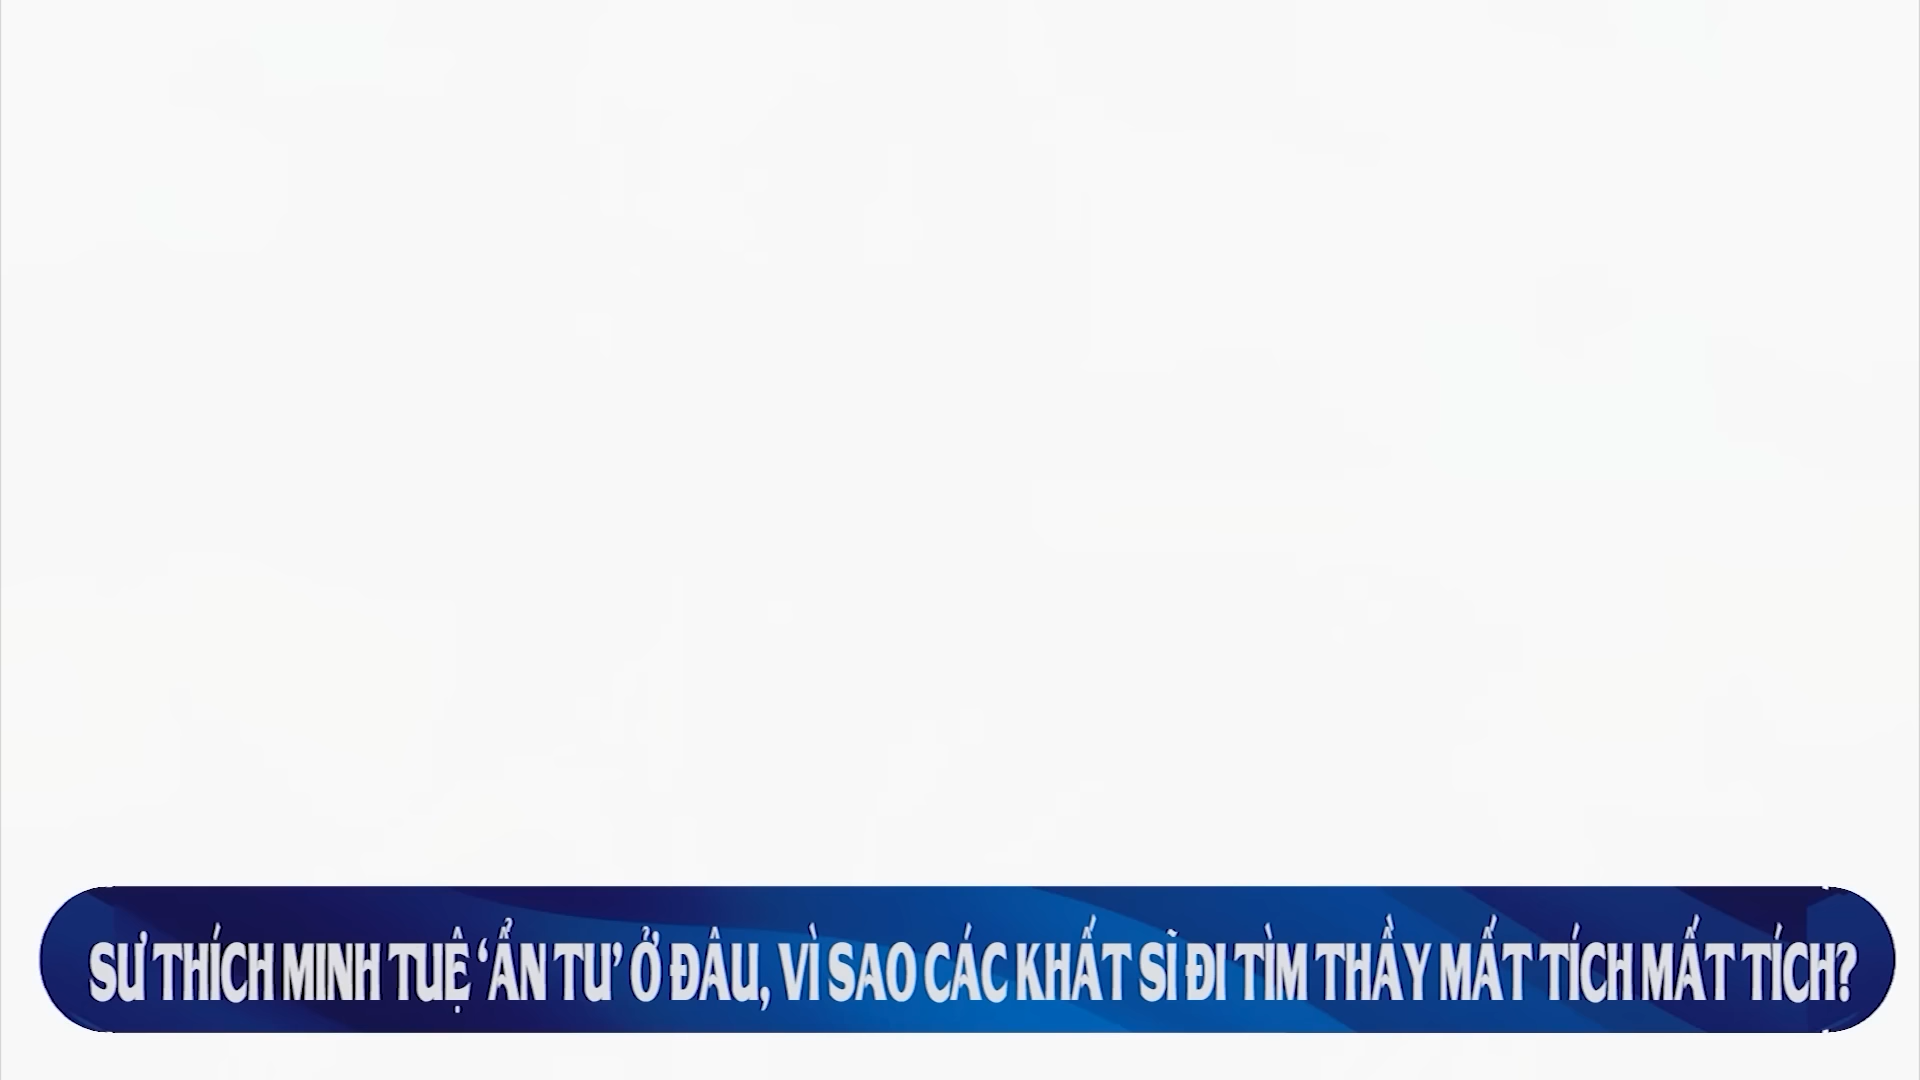 SƯ THÍCH MINH TUỆ ‘ẨN TU’ Ở ĐÂU, VÌ SAO CÁC KHẤT SĨ ĐI TÌM THẦY MẤT TÍCH MẤT TÍCH?